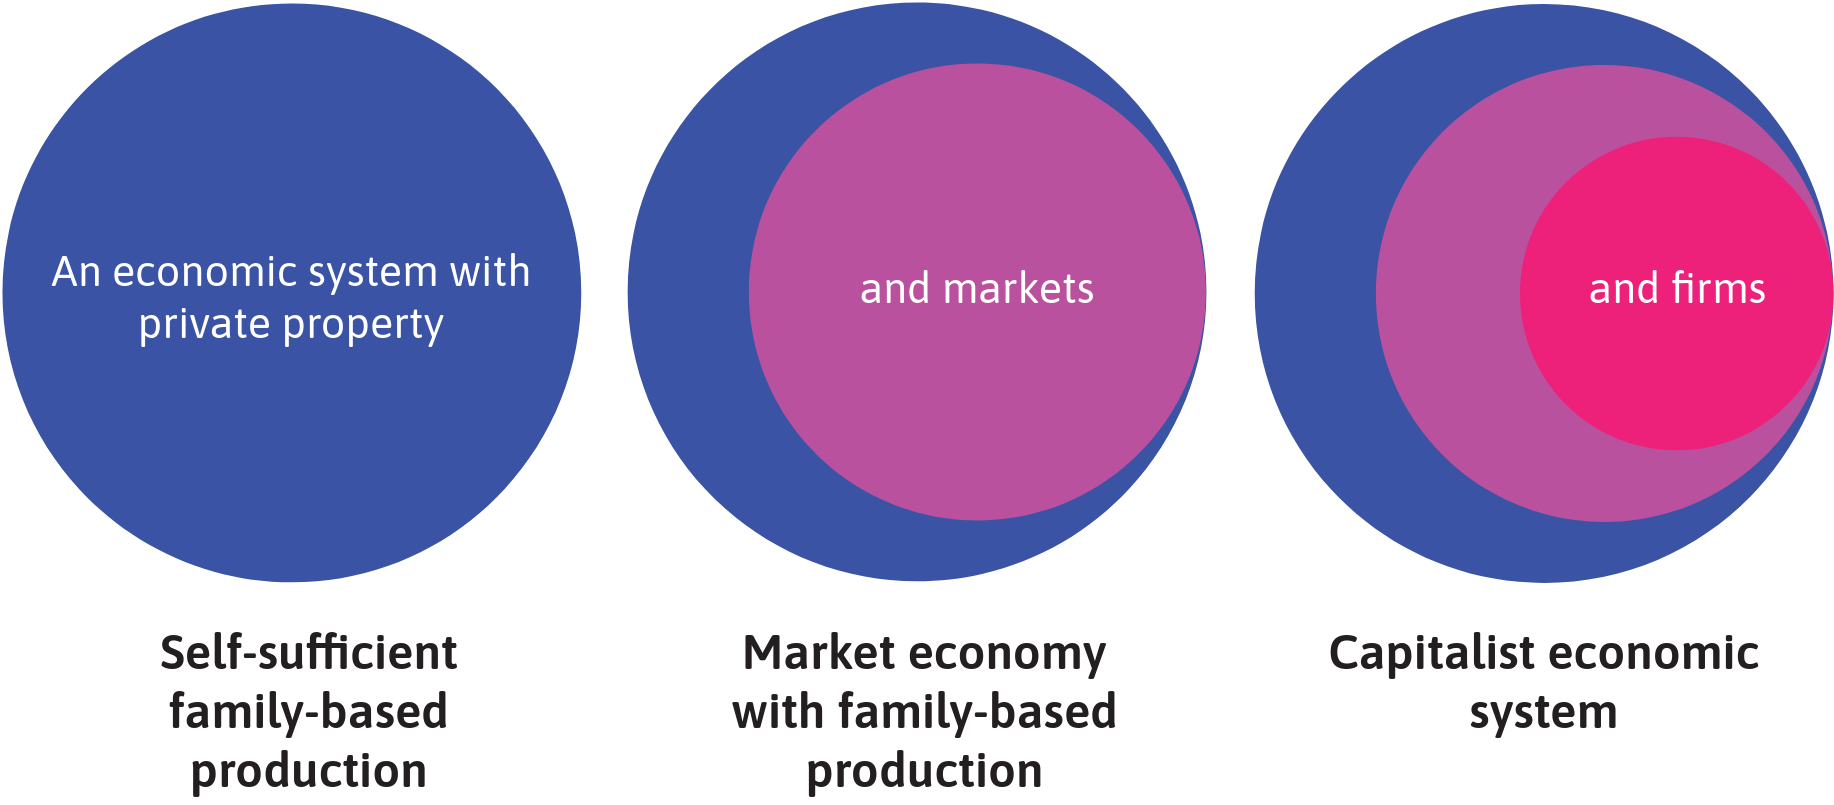 An economic system with
private property
and markets
and firms
Self-sufficient
family-based
production
Market economy
with family-based
production
Capitalist economic
system